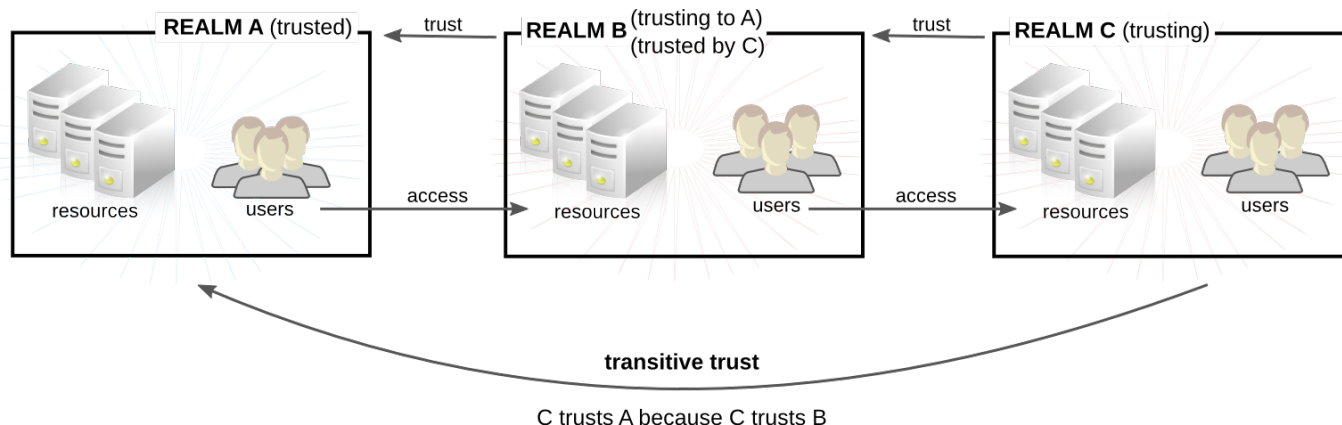 REALM A (trusted)
trust
REALM B (trusting to A)
(trusted by C)
trust
REALM C (trusting)
resources
users
access
resources
users
access
resources
users
transitive trust
C trusts A because C trusts B